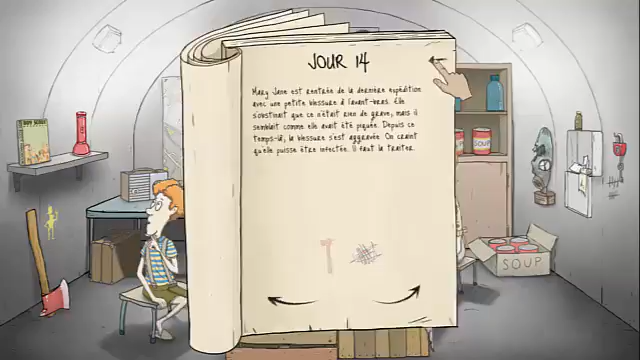 JOUR 14
Mary Jane est rentrée de la dernière expédition
avec une petite blessure à l'avant-bras. Elle
s'obstinait que ce n'était rien de grave, mais il
semblait comme elle avait été piquée. Depuis ce
temps-là, la blessure s'est aggravée. On craint
qu'elle puisse être infectée. Il faut la traiter.
SOUP
SOUP